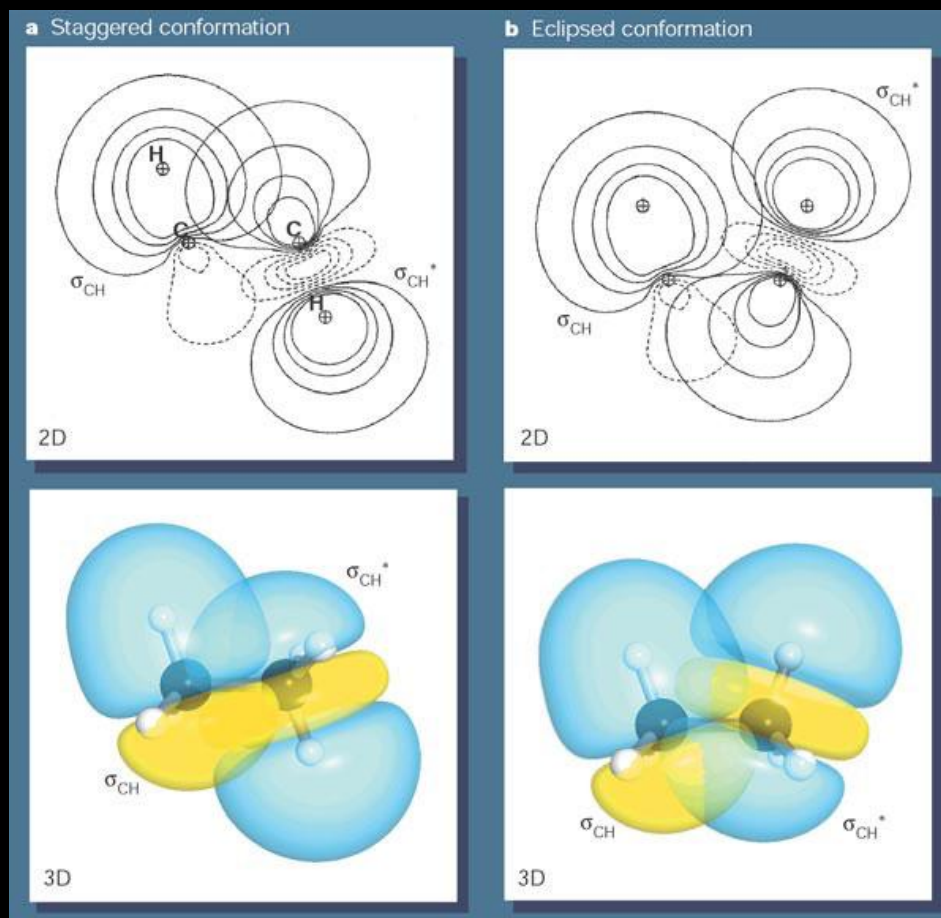 a Staggered conformation
H
C
C
σCH
σCH*
H
2D
σCH*
σCH
3D
b Eclipsed conformation
σCH*
σCH
2D
σCH
σCH*
3D